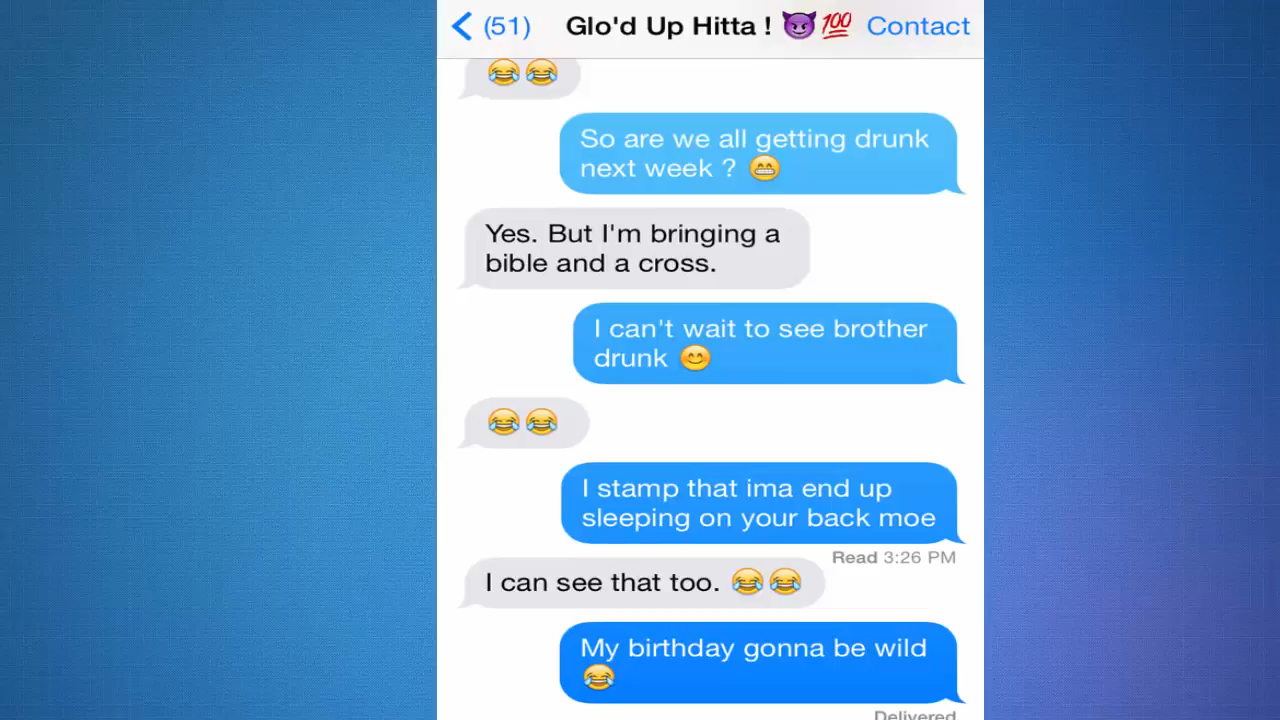 (51) Glo'd Up Hitta ! 😈💯 Contact
😂😂
So are we all getting drunk
next week ? 😁
Yes. But I'm bringing a
bible and a cross.
I can't wait to see brother
drunk 😊
😂😂
I stamp that ima end up
sleeping on your back moe
Read 3:26 PM
I can see that too. 😂😂
My birthday gonna be wild
😂
Delivered